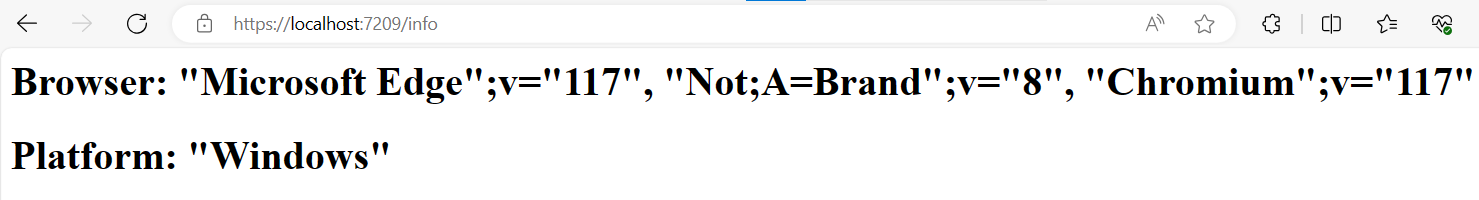 https://localhost:7209/info
Browser: "Microsoft Edge";v="117", "Not;A=Brand";v="8", "Chromium";v="117"
Platform: "Windows"